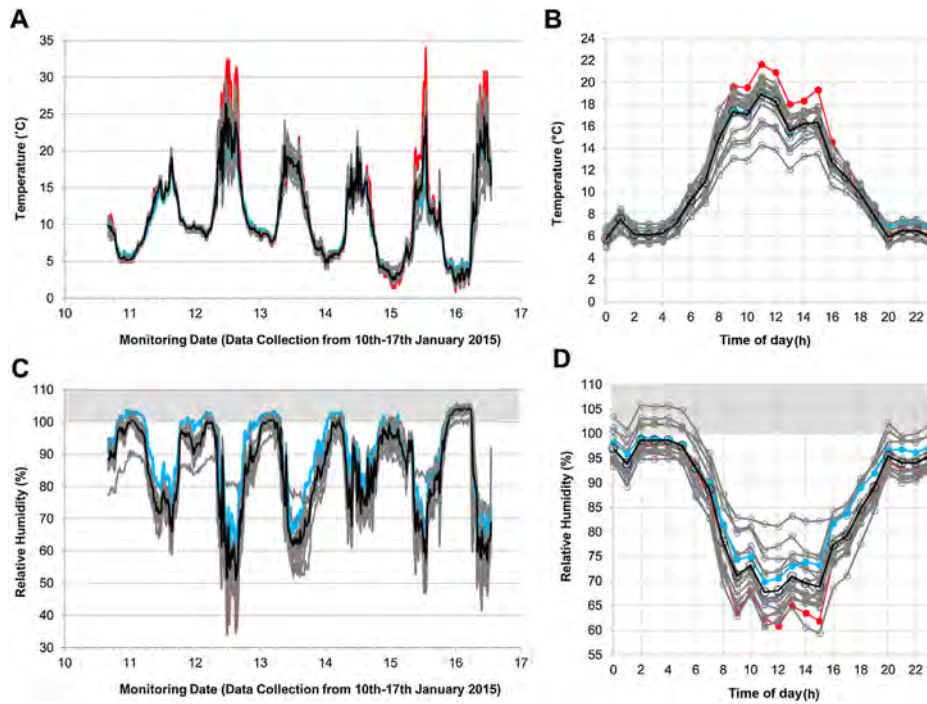 A
35
30
25
20
15
10
5
0
Temperature (°C)
10 11 12 13 14 15 16 17
Monitoring Date (Data Collection from 10th-17th January 2015)
B
24
22
20
18
16
14
12
10
8
6
4
2
0
Temperature (°C)
0 2 4 6 8 10 12 14 16 18 20 22
Time of day(h)
C
110
100
90
80
70
60
50
40
30
Relative Humidity (%)
10 11 12 13 14 15 16 17
Monitoring Date (Data Collection from 10th-17th January 2015)
D
110
105
100
95
90
85
80
75
70
65
60
55
Relative Humidity (%)
0 2 4 6 8 10 12 14 16 18 20 22
Time of day(h)